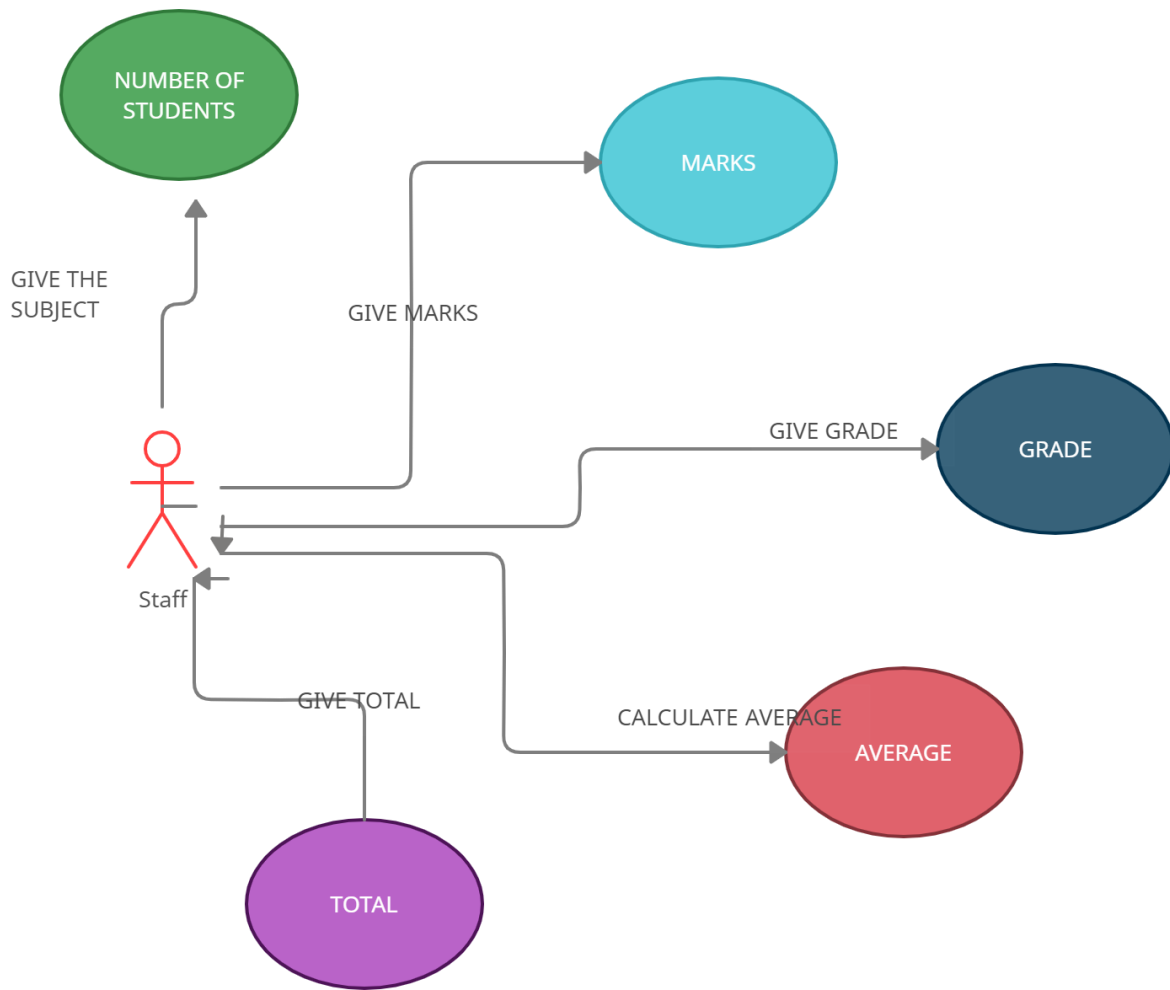 NUMBER OF
STUDENTS
MARKS
GIVE THE
SUBJECT
GIVE MARKS
GIVE GRADE
GRADE
Staff
GIVE TOTAL
CALCULATE AVERAGE
AVERAGE
TOTAL